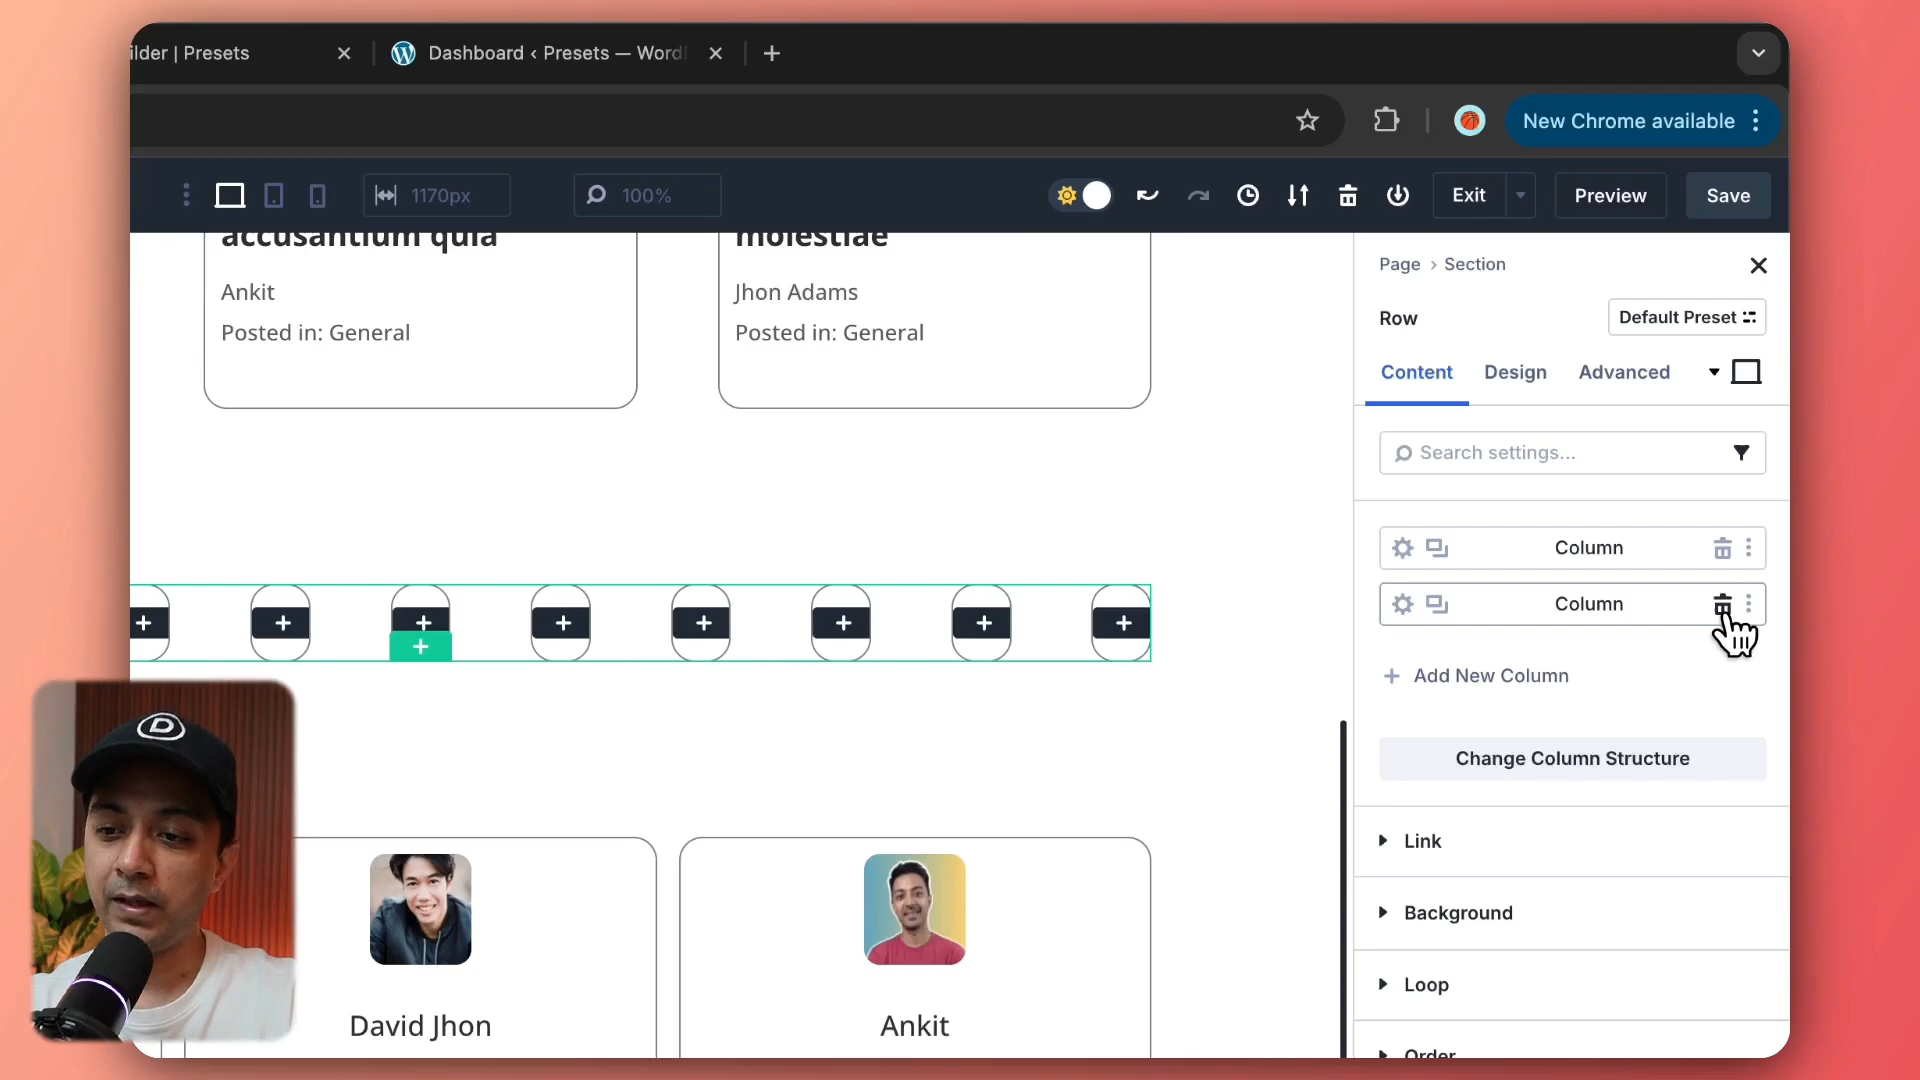 ilder | Presets
Dashboard ‹ Presets — Word
New Chrome available
1170px
100%
Exit
Preview
Save
accusantium quia
Ankit
Posted in: General
molestiae
Jhon Adams
Posted in: General
Page › Section
Row
Default Preset
Content
Design
Advanced
Search settings...
Column
Column
Add New Column
Change Column Structure
Link
Background
Loop
Order
David Jhon
Ankit
D